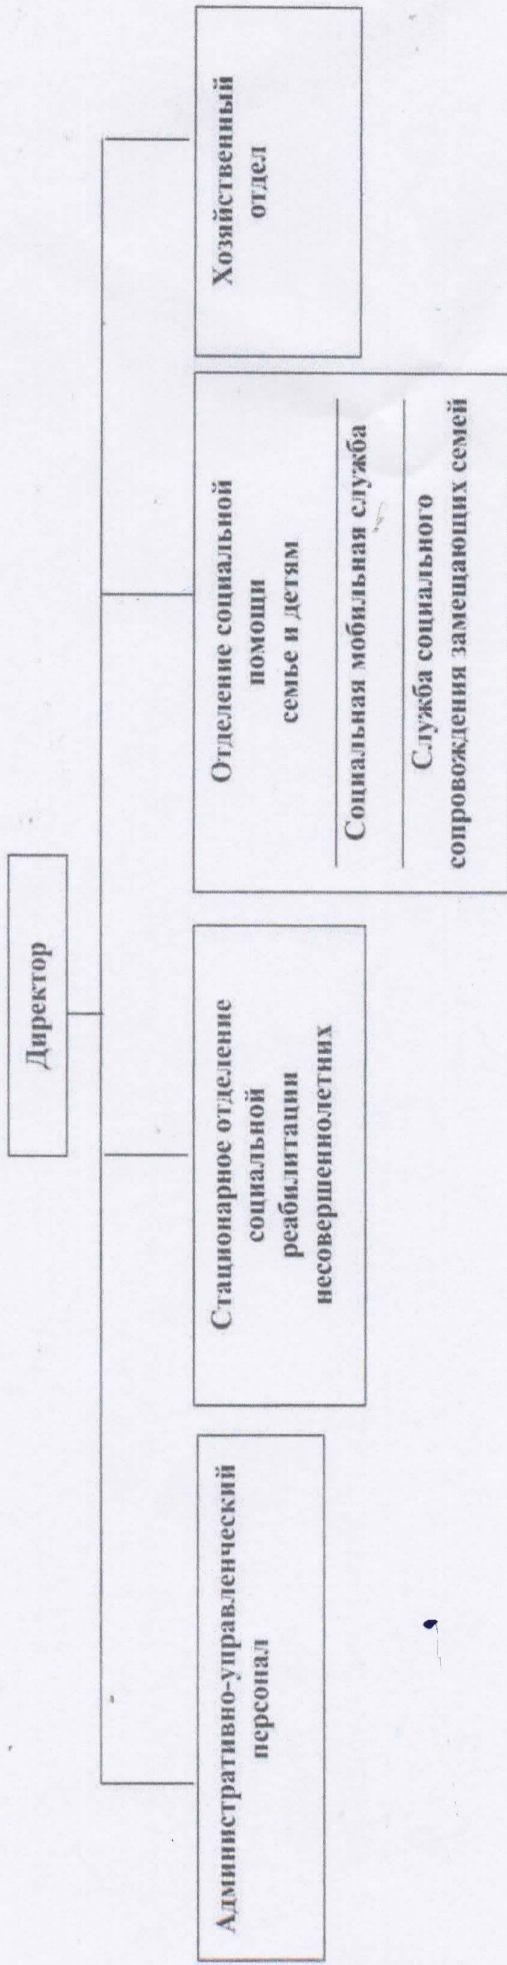 Директор
Административно-управленческий
персонал
Стационарное отделение
социальной
реабилитации
несовершеннолетних
Отделение социальной
помощи
семье и детям
Социальная мобильная служба
Служба социального
сопровождения замещающих семей
Хозяйственный
отдел